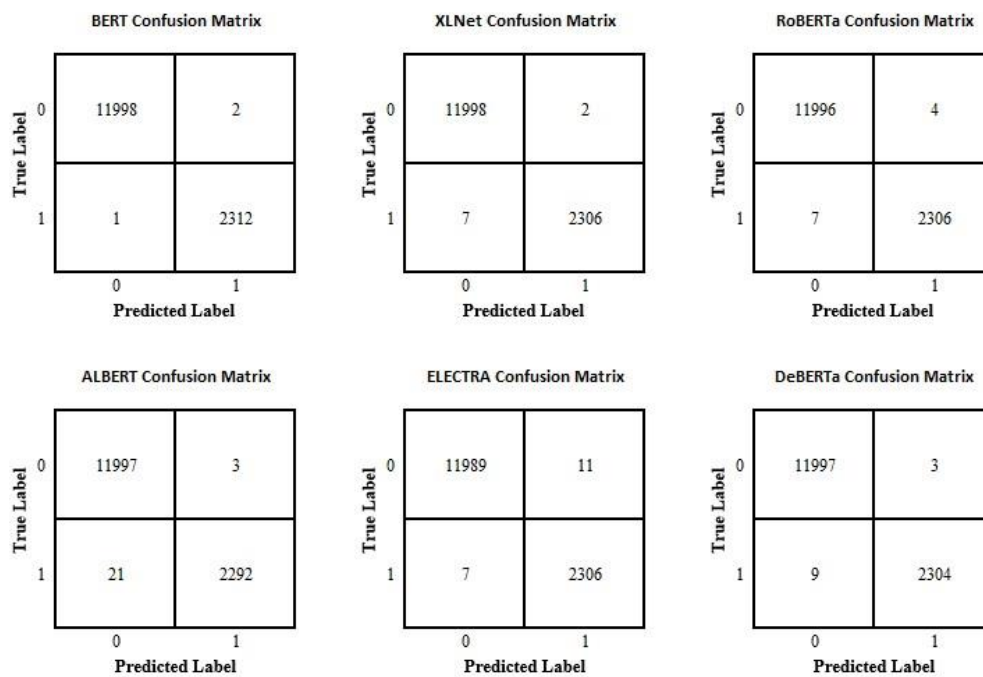 BERT Confusion Matrix
True Label
0
11998
2
1
1
2312
0
1
Predicted Label
XLNet Confusion Matrix
True Label
0
11998
2
1
7
2306
0
1
Predicted Label
RoBERTa Confusion Matrix
True Label
0
11996
4
1
7
2306
0
1
Predicted Label
ALBERT Confusion Matrix
True Label
0
11997
3
1
21
2292
0
1
Predicted Label
ELECTRA Confusion Matrix
True Label
0
11989
11
1
7
2306
0
1
Predicted Label
DeBERTa Confusion Matrix
True Label
0
11997
3
1
9
2304
0
1
Predicted Label